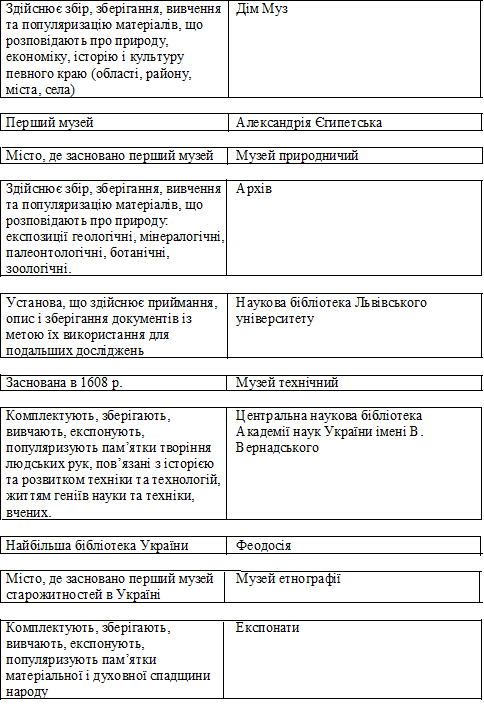 Здійснює збір, зберігання, вивчення
та популяризацію матеріалів, що
розповідають про природу,
економіку, історію і культуру
певного краю (області, району,
міста, села)
Дім Муз
Перший музей
Александрія Єгипетська
Місто, де засновано перший музей
Музей природничий
Здійснює збір, зберігання, вивчення
та популяризацію матеріалів, що
розповідають про природу:
експозиції геологічні, мінералогічні,
палеонтологічні, ботанічні,
зоологічні.
Архів
Установа, що здійснює приймання,
опис і зберігання документів із
метою їх використання для
подальших досліджень
Наукова бібліотека Львівського
університету
Заснована в 1608 р.
Музей технічний
Комплектують, зберігають,
вивчають, експонують,
популяризують пам’ятки творіння
людських рук, пов’язані з історією
та розвитком техніки та технологій,
життям геніїв науки та техніки,
вчених.
Центральна наукова бібліотека
Академії наук України імені В.
Вернадського
Найбільша бібліотека України
Феодосія
Місто, де засновано перший музей
старожитностей в Україні
Музей етнографії
Комплектують, зберігають,
вивчають, експонують,
популяризують пам’ятки
матеріальної і духовної спадщини
народу
Експонати